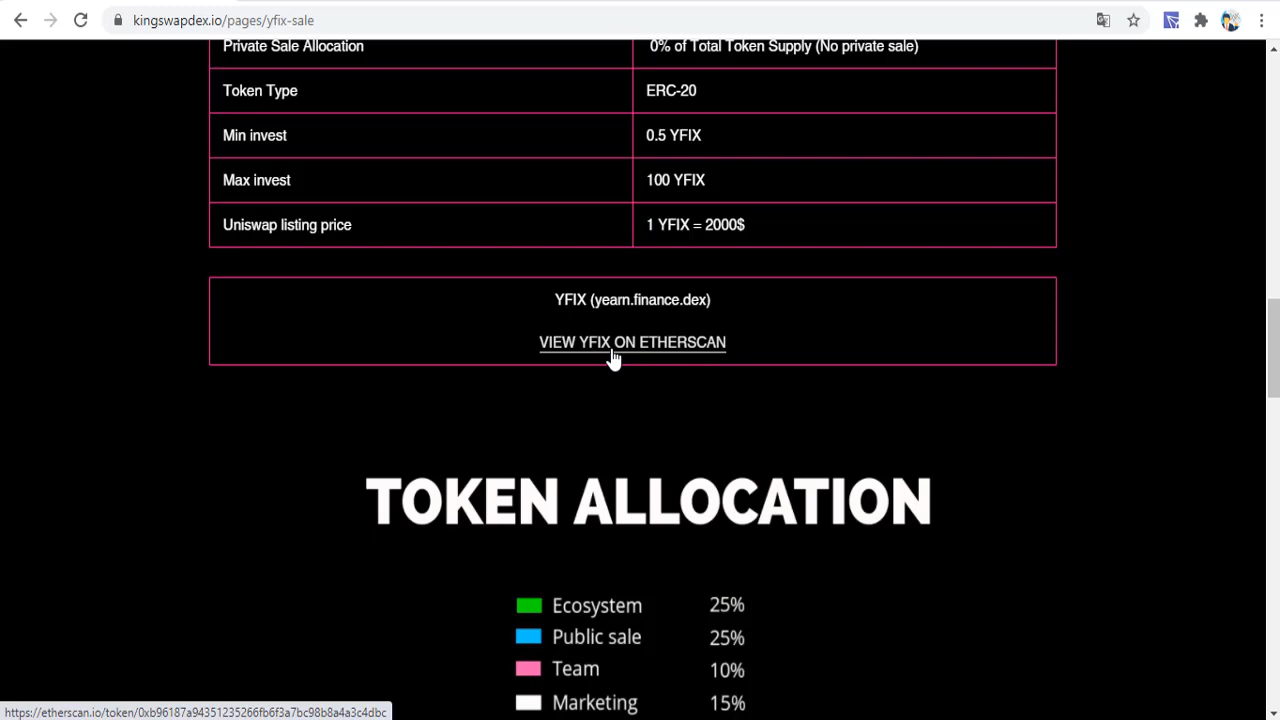 kingswapdex.io/pages/yfix-sale
Private Sale Allocation 0% of Total Token Supply (No private sale)
Token Type ERC-20
Min invest 0.5 YFIX
Max invest 100 YFIX
Uniswap listing price 1 YFIX = 2000$
YFIX (yearn.finance.dex)
VIEW YFIX ON ETHERSCAN
TOKEN ALLOCATION
Ecosystem 25%
Public sale 25%
Team 10%
Marketing 15%
https://etherscan.io/token/0xb96187a94351235266fb6f3a7bc98b8a4a3c4dbc